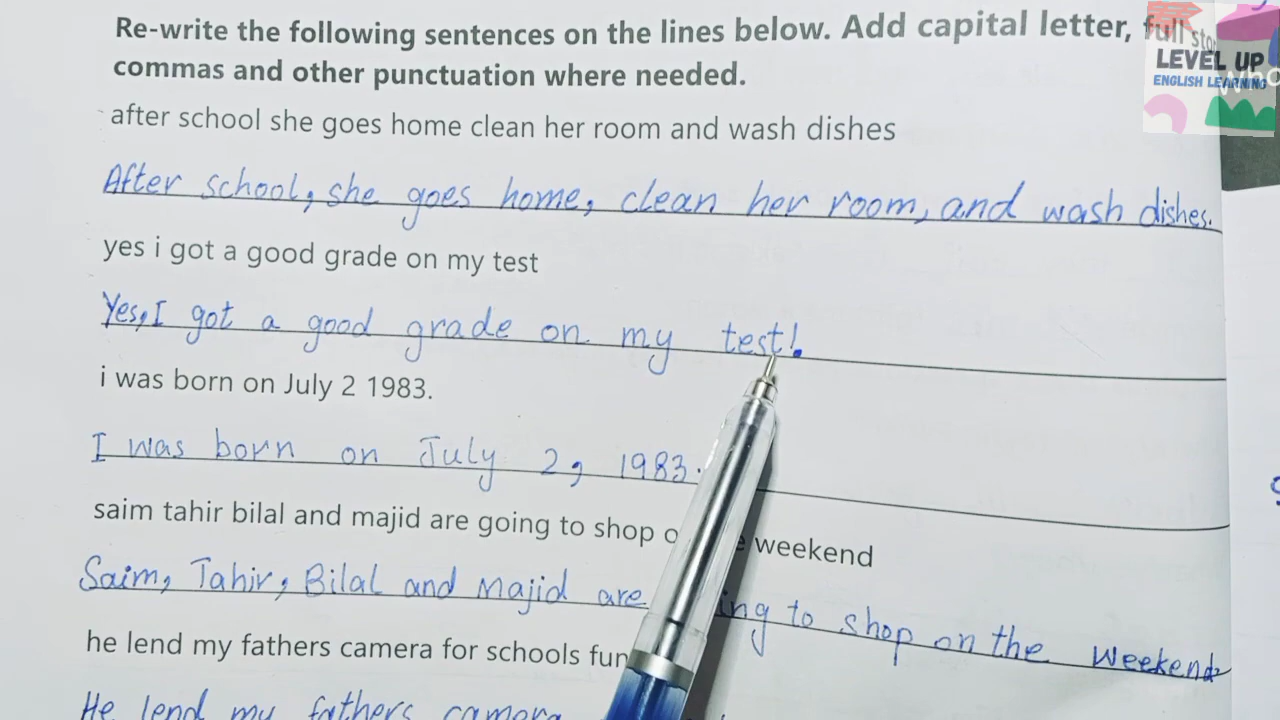 Re-write the following sentences on the lines below. Add capital letter, full stop
commas and other punctuation where needed.
LEVEL UP
ENGLISH LEARNING
after school she goes home clean her room and wash dishes
After school, she goes home, clean her room, and wash dishes.
yes i got a good grade on my test
Yes, I got a good grade on my test!
i was born on July 2 1983.
I was born on July 2, 1983.
saim tahir bilal and majid are going to shop weekend
Saim, Tahir, Bilal and Majid are ing to shop on the weekend
he lend my fathers camera for schools fun
He lend my fathers camera